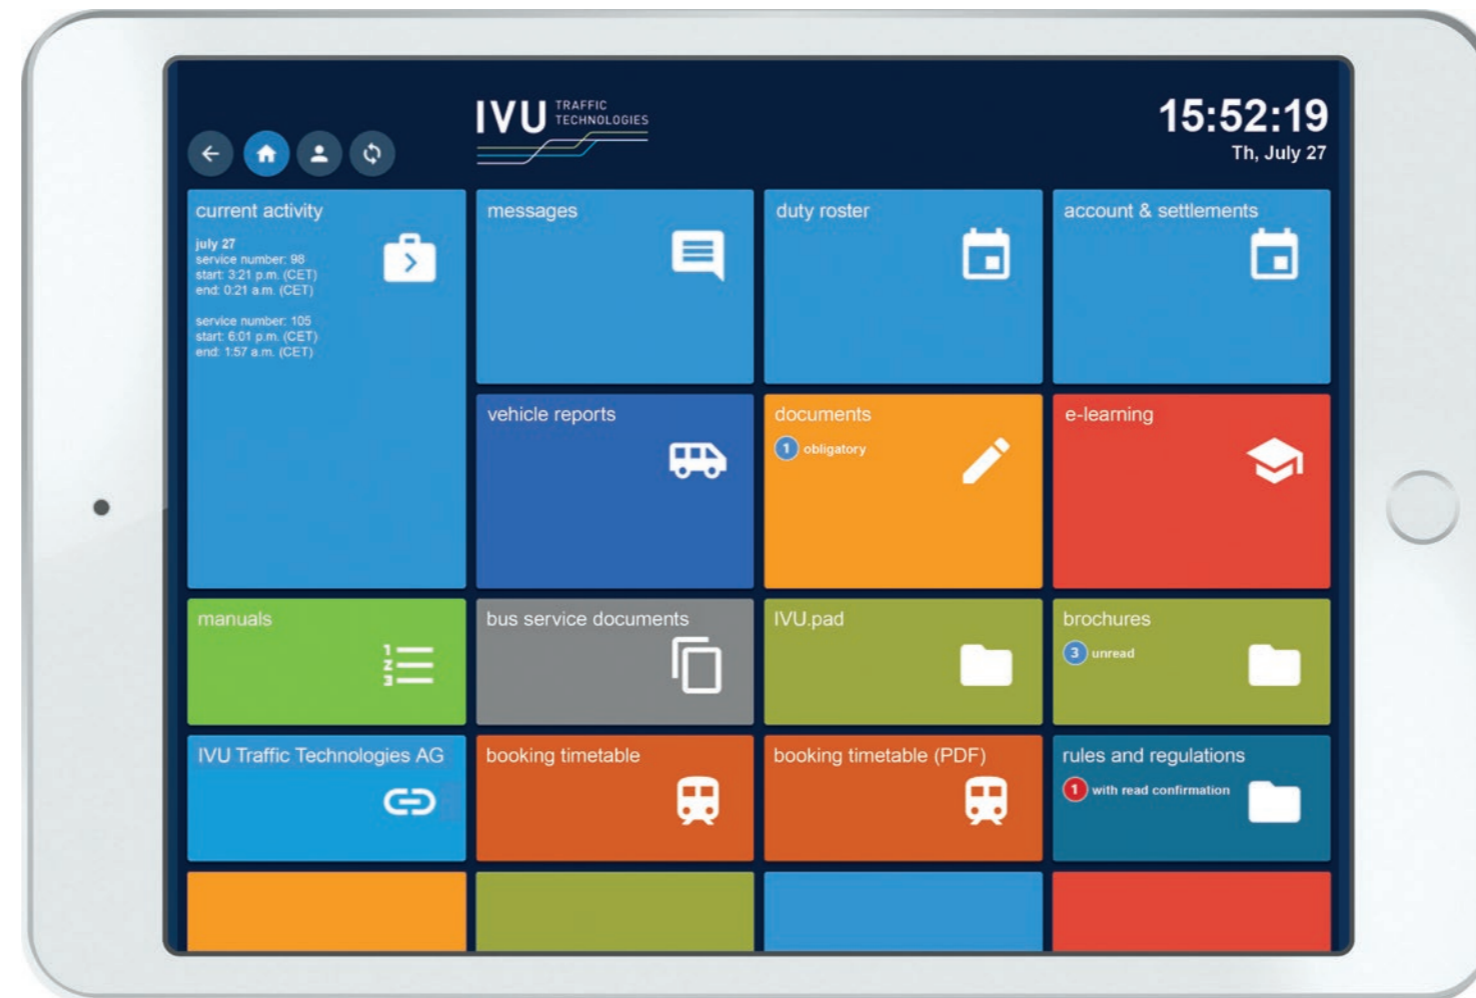 IVU TRAFFIC
TECHNOLOGIES
15:52:19
Th, July 27
current activity
july 27
service number: 98
start: 3:21 p.m. (CET)
end: 0:21 a.m. (CET)
service number: 105
start: 6:01 p.m. (CET)
end: 1:57 a.m. (CET)
messages
duty roster
account & settlements
vehicle reports
documents
1 obligatory
e-learning
manuals
1
2
3
bus service documents
IVU.pad
brochures
3 unread
IVU Traffic Technologies AG
booking timetable
booking timetable (PDF)
rules and regulations
1 with read confirmation